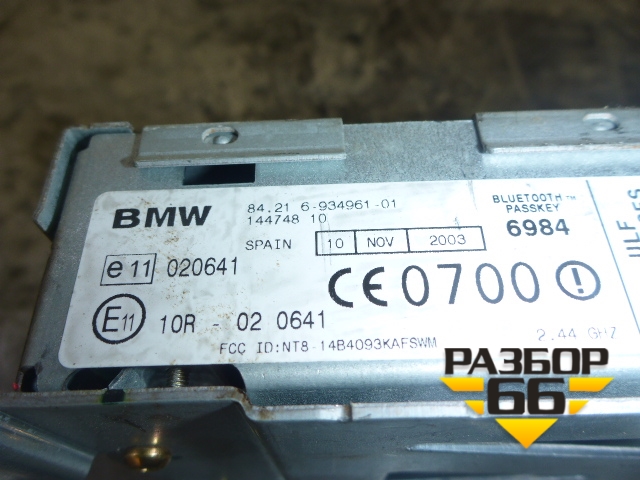 BMW
84.21 6-934961-01
144748 10
SPAIN 10 NOV 2003
BLUETOOTH™ PASSKEY
6984
e11 020641
CE0700
E11 10R - 02 0641
FCC ID:NT8-14B4093KAFSWM
2.44 GHZ
РАЗБОР
66